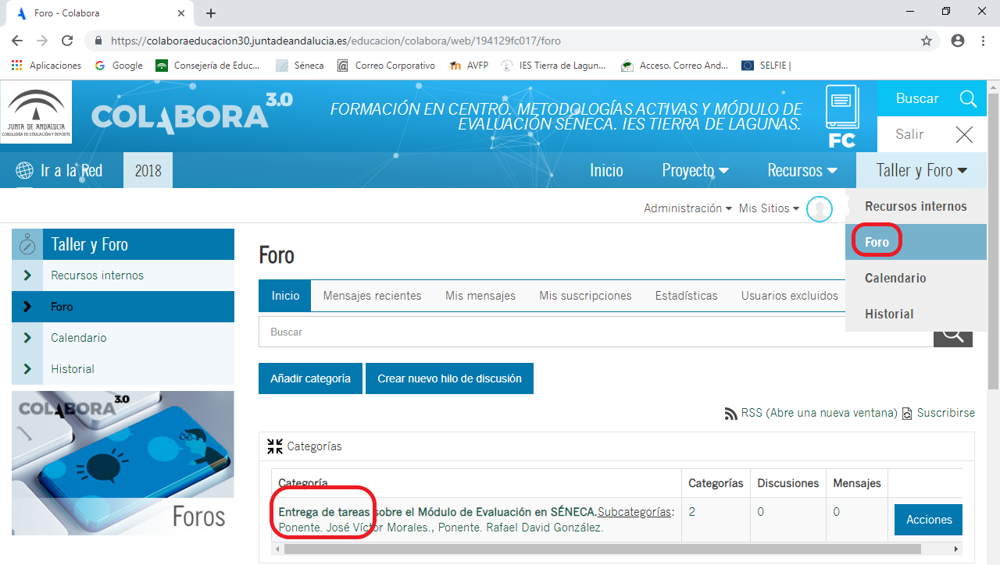 Foro - Colabora
https://colaboraeducacion30.juntadeandalucia.es/educacion/colabora/web/194129fc017/foro
Aplicaciones
Google
Consejería de Educ...
Séneca
Correo Corporativo
AVFP
IES Tierra de Lagun...
Acceso. Correo And...
SELFIE |
JUNTA DE ANDALUCIA
CONSEJERÍA DE EDUCACIÓN Y DEPORTE
COLABORA 3.0
FORMACIÓN EN CENTRO. METODOLOGÍAS ACTIVAS Y MÓDULO DE
EVALUACIÓN SÉNECA. IES TIERRA DE LAGUNAS.
FC
Buscar
Salir
Ir a la Red
2018
Inicio
Proyecto
Recursos
Taller y Foro
Administración
Mis Sitios
Recursos internos
Foro
Calendario
Historial
Taller y Foro
Recursos internos
Foro
Calendario
Historial
COLABORA 3.0
Foros
Foro
Inicio
Mensajes recientes
Mis mensajes
Mis suscripciones
Estadísticas
Usuarios excluidos
Buscar
Añadir categoría
Crear nuevo hilo de discusión
RSS (Abre una nueva ventana)
Suscribirse
Categorías
Categoría
Categorías
Discusiones
Mensajes
Entrega de tareas sobre el Módulo de Evaluación en SÉNECA.Subcategorías:
Ponente. José Víctor Morales., Ponente. Rafael David González.
2
0
0
Acciones